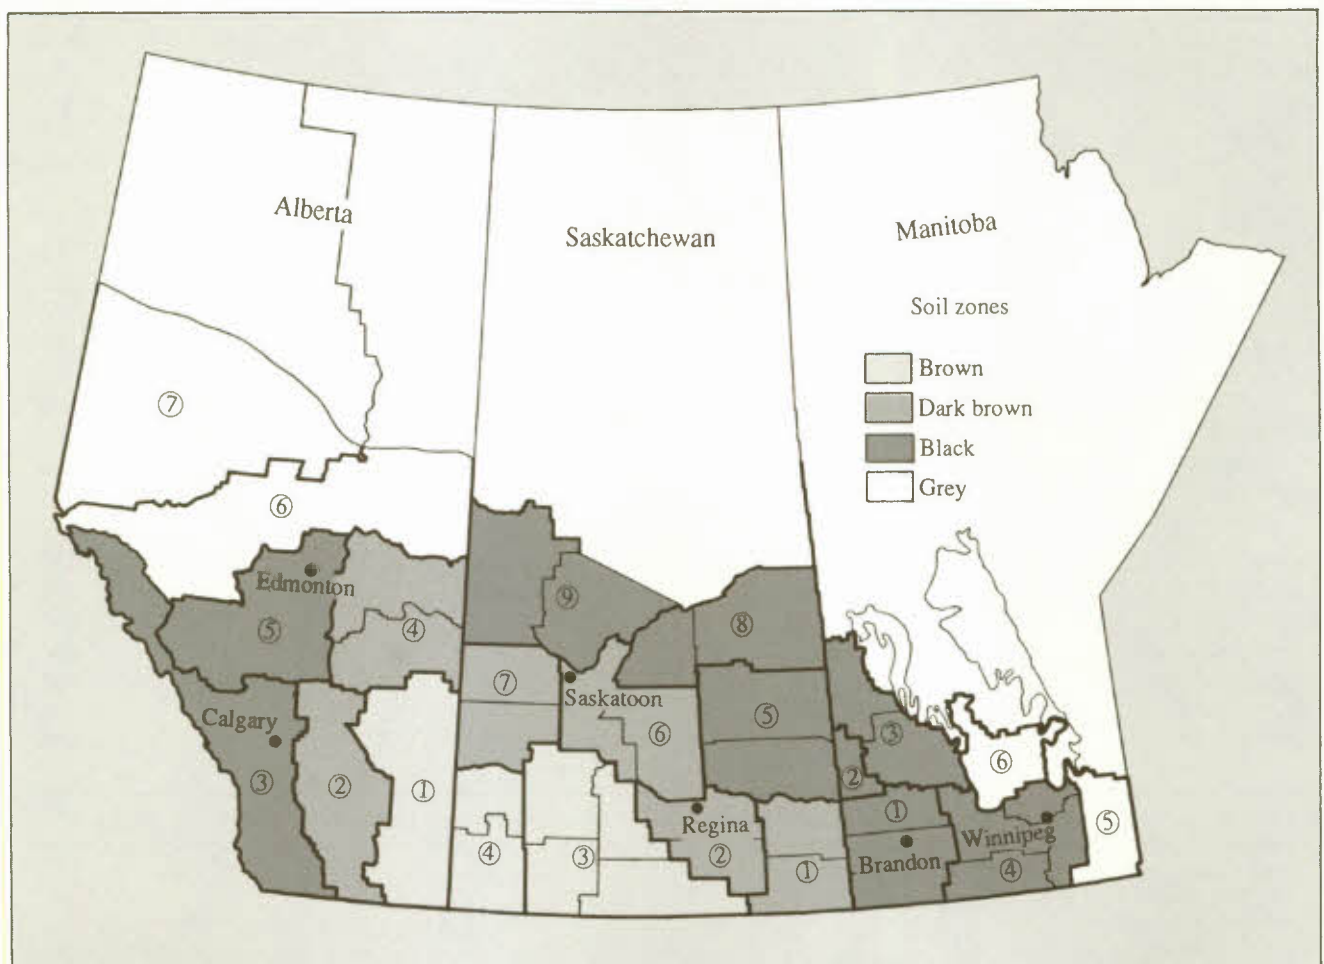 Alberta
Saskatchewan
Manitoba
Soil zones
Brown
Dark brown
Black
Grey
⑦
⑥
Edmonton
⑤
④
⑨
⑧
⑦
Saskatoon
Calgary
⑤
⑥
③
②
①
③
②
⑥
④
③
Regina
②
①
①
Brandon
Winnipeg
④
⑤